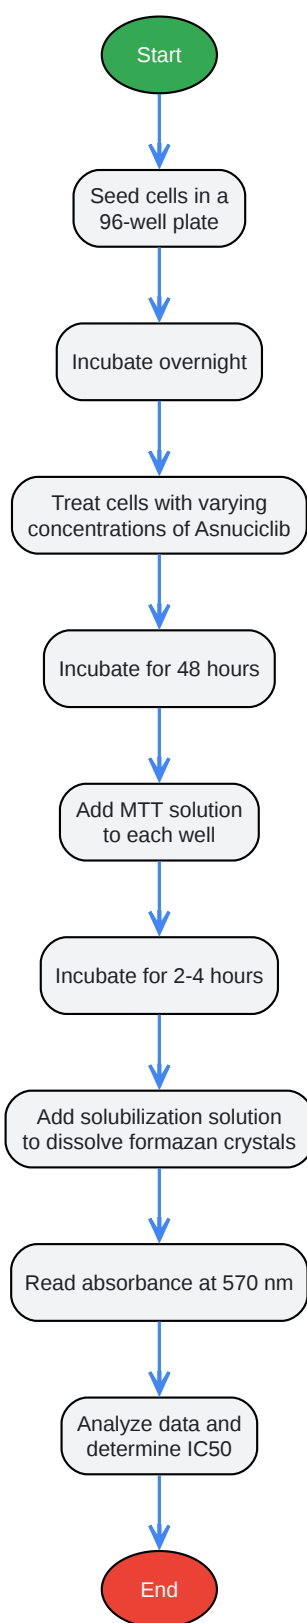 Start
Seed cells in a
96-well plate
Incubate overnight
Treat cells with varying
concentrations of Asnuciclib
Incubate for 48 hours
Add MTT solution
to each well
Incubate for 2-4 hours
Add solubilization solution
to dissolve formazan crystals
Read absorbance at 570 nm
Analyze data and
determine IC50
End